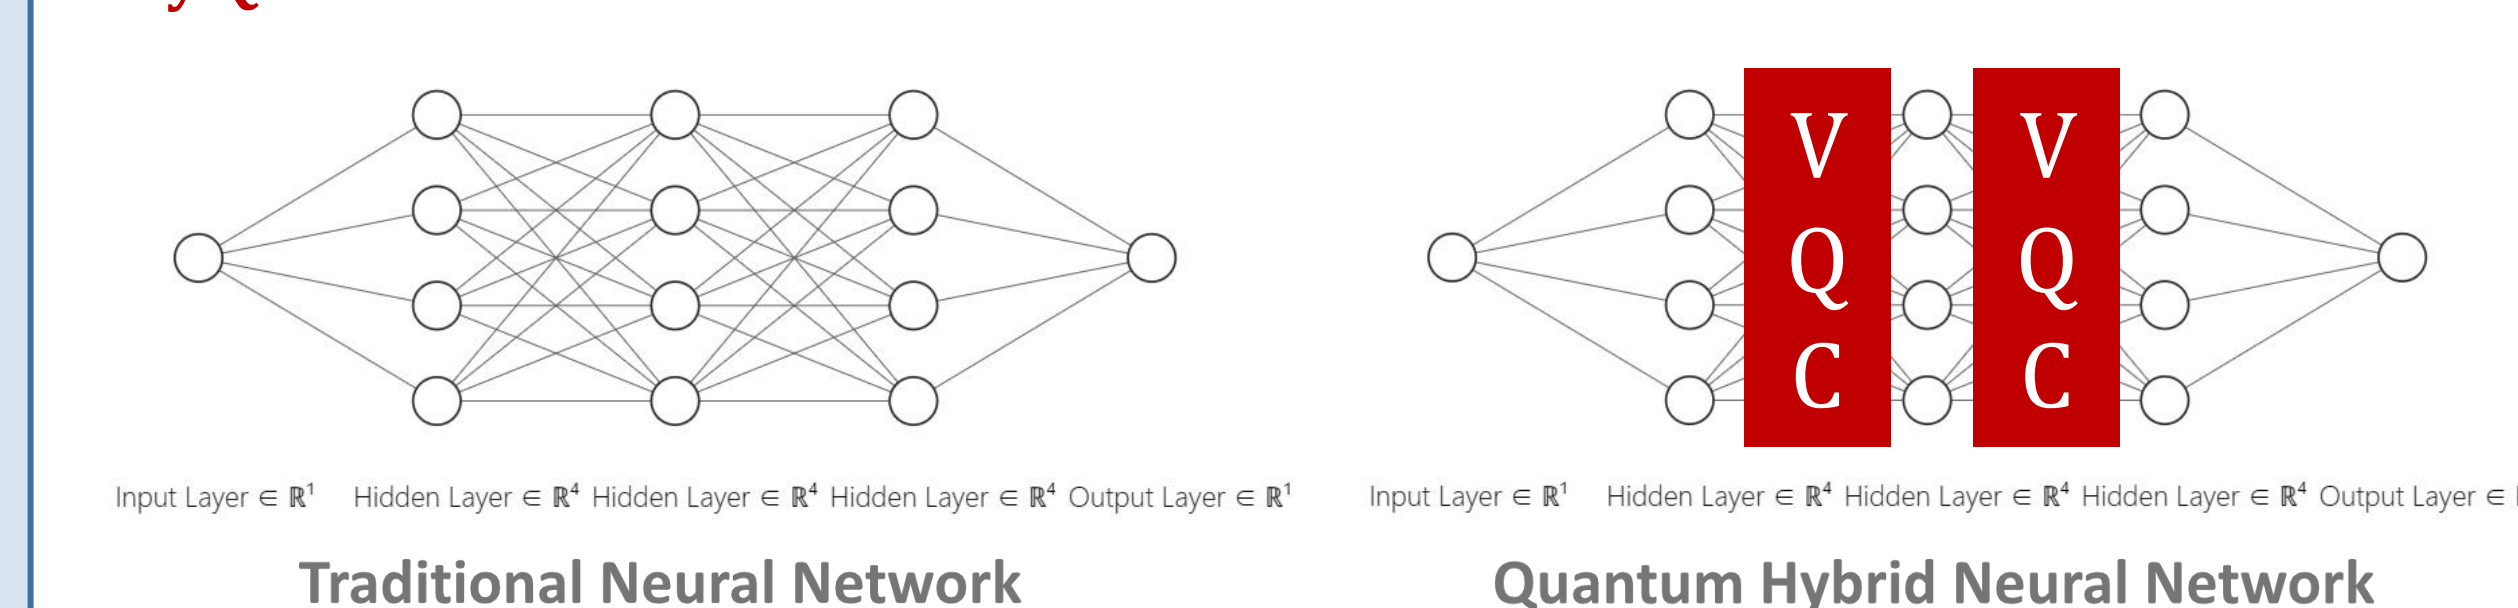 V
Q
C
V
Q
C
Input Layer ∈ ℝ¹ Hidden Layer ∈ ℝ⁴ Hidden Layer ∈ ℝ⁴ Hidden Layer ∈ ℝ⁴ Output Layer ∈ ℝ¹
Input Layer ∈ ℝ¹ Hidden Layer ∈ ℝ⁴ Hidden Layer ∈ ℝ⁴ Hidden Layer ∈ ℝ⁴ Output Layer ∈
Traditional Neural Network
Quantum Hybrid Neural Network